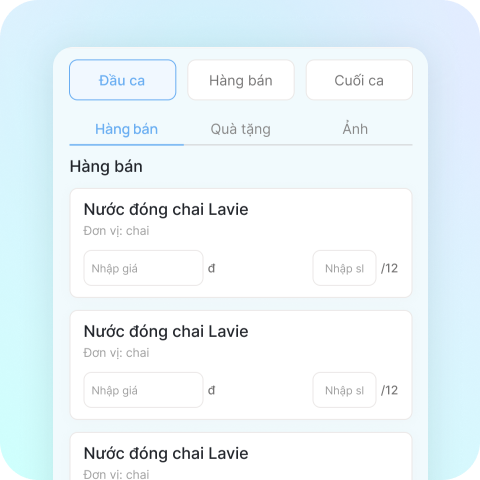 Đầu ca Hàng bán Cuối ca
Hàng bán Quà tặng Ảnh
Hàng bán
Nước đóng chai Lavie
Đơn vị: chai
Nhập giá đ Nhập sl /12
Nước đóng chai Lavie
Đơn vị: chai
Nhập giá đ Nhập sl /12
Nước đóng chai Lavie
Đơn vị: chai